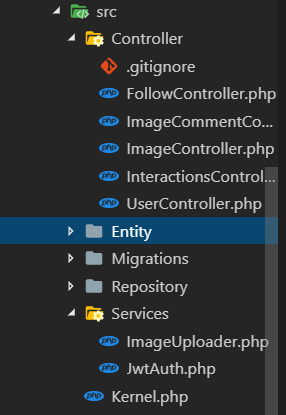 src
Controller
.gitignore
FollowController.php
ImageCommentCo...
ImageController.php
InteractionsControl...
UserController.php
Entity
Migrations
Repository
Services
ImageUploader.php
JwtAuth.php
Kernel.php